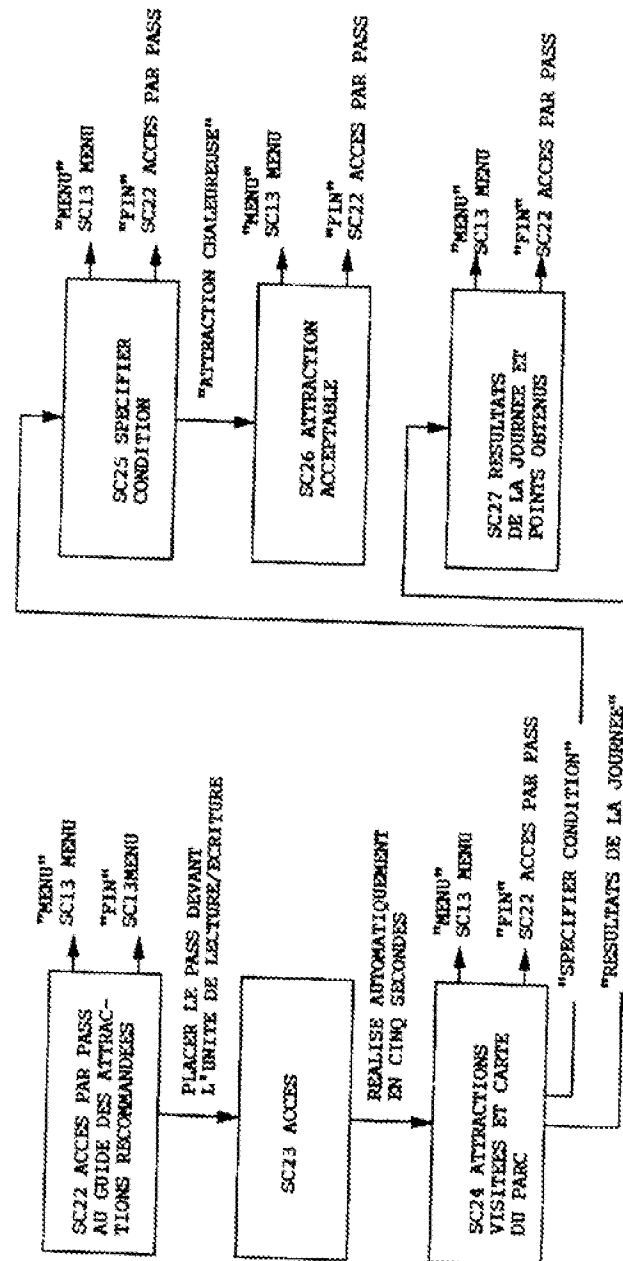 SC22 ACCES PAR PASS
AU GUIDE DES ATTRAC-
TIONS RECOMMANDEES
"MENU"
SC13 MENU
"FIN"
SC13MENU
PLACER LE PASS DEVANT
L'UNITE DE LECTURE/ECRITURE
SC23 ACCES
REALISE AUTOMATIQUEMENT
EN CINQ SECONDES
SC24 ATTRACTIONS
VISITEES ET CARTE
DU PARC
"MENU"
SC13 MENU
"FIN"
SC22 ACCES PAR PASS
"SPECIFIER CONDITION"
"RESULTATS DE LA JOURNEE"
SC25 SPECIFIER
CONDITION
"MENU"
SC13 MENU
"FIN"
SC22 ACCES PAR PASS
"ATTRACTION CHALEUREUSE"
SC26 ATTRACTION
ACCEPTABLE
"MENU"
SC13 MENU
"FIN"
SC22 ACCES PAR PASS
SC27 RESULTATS
DE LA JOURNEE ET
POINTS OBTENUS
"MENU"
SC13 MENU
"FIN"
SC22 ACCES PAR PASS